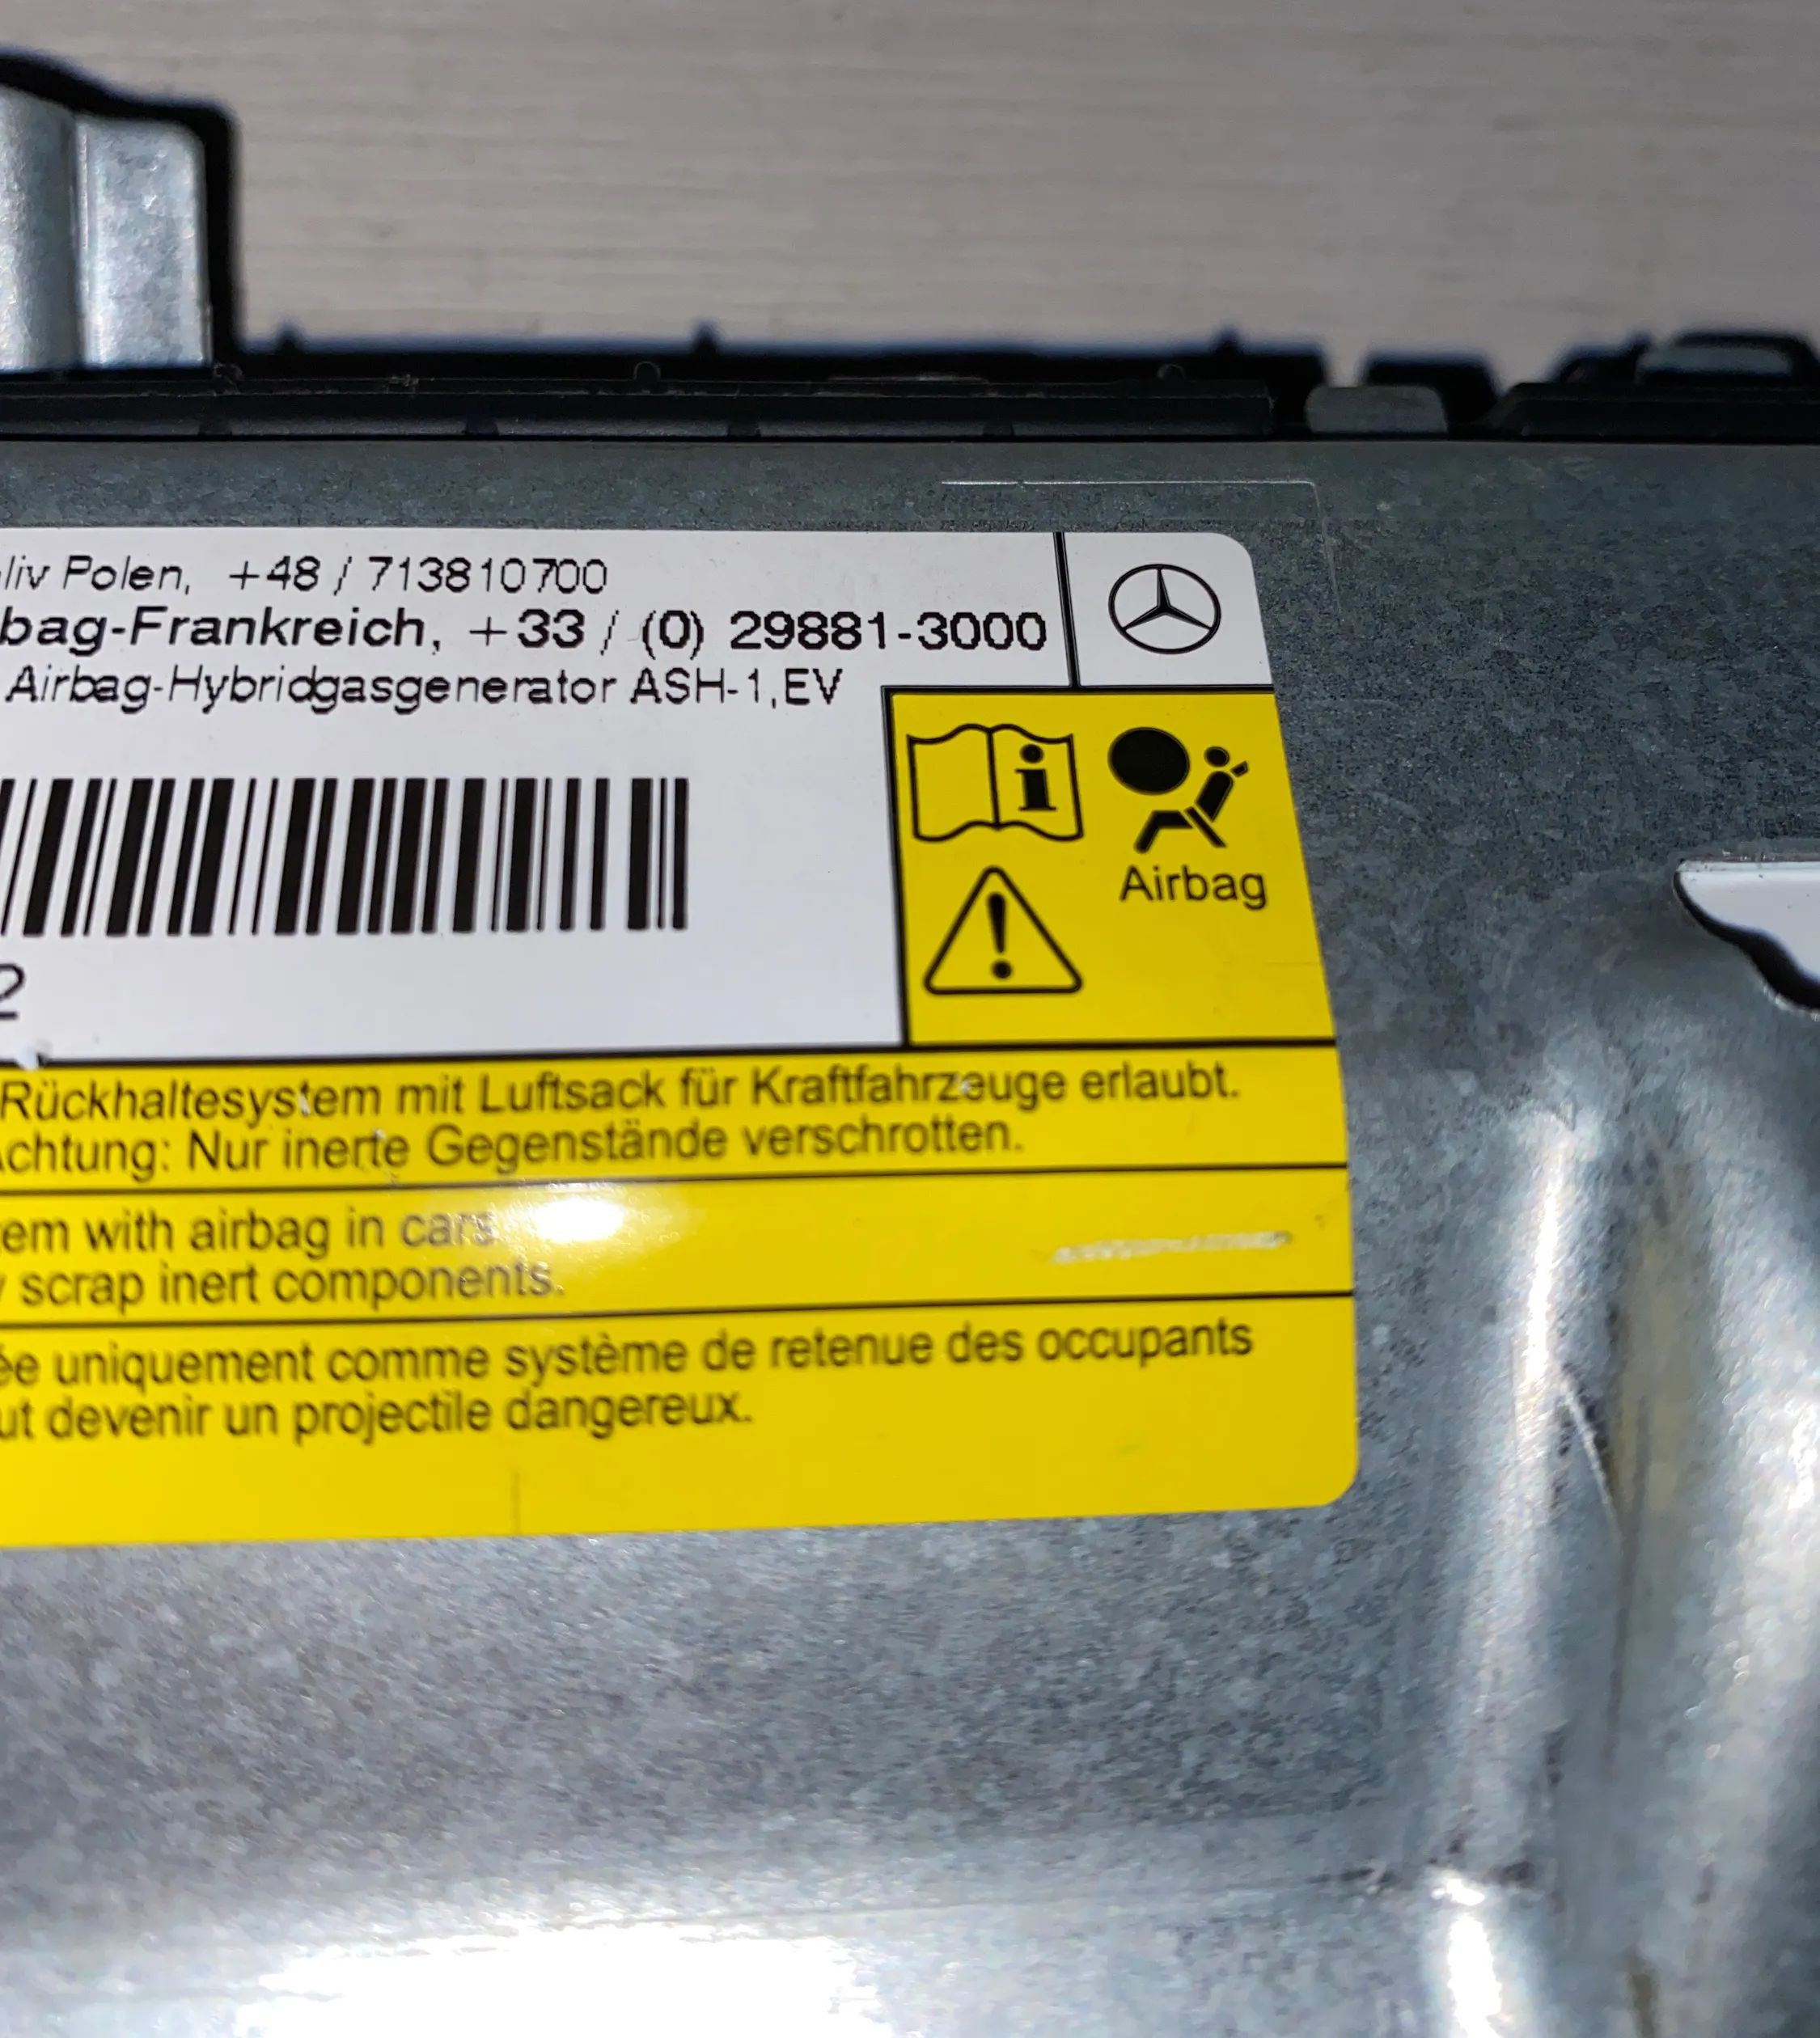 liv Polen, +48 / 713810700
bag-Frankreich, +33 / (0) 29881-3000
Airbag-Hybridgasgenerator ASH-1,EV
i
Airbag
!
2
Rückhaltesystem mit Luftsack für Kraftfahrzeuge erlaubt.
Achtung: Nur inerte Gegenstände verschrotten.
em with airbag in cars
scrap inert components.
ée uniquement comme système de retenue des occupants
ut devenir un projectile dangereux.